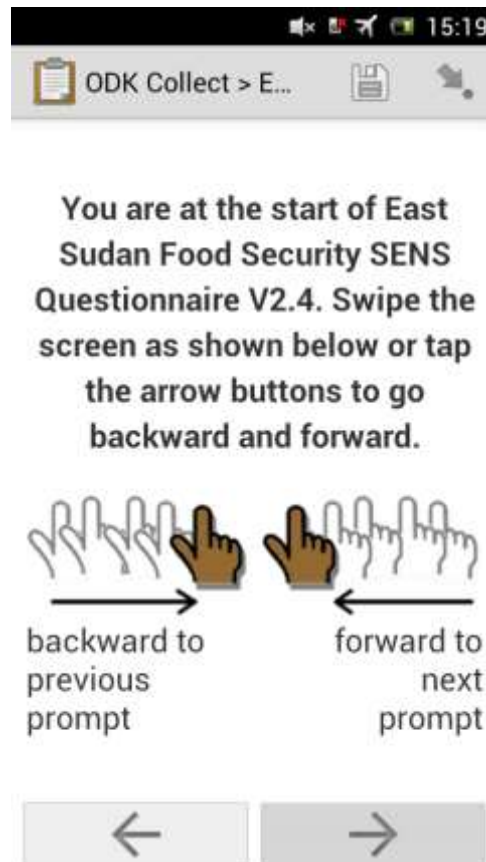 15:19
ODK Collect > E...
You are at the start of East
Sudan Food Security SENS
Questionnaire V2.4. Swipe the
screen as shown below or tap
the arrow buttons to go
backward and forward.
backward to
previous
prompt
forward to
next
prompt